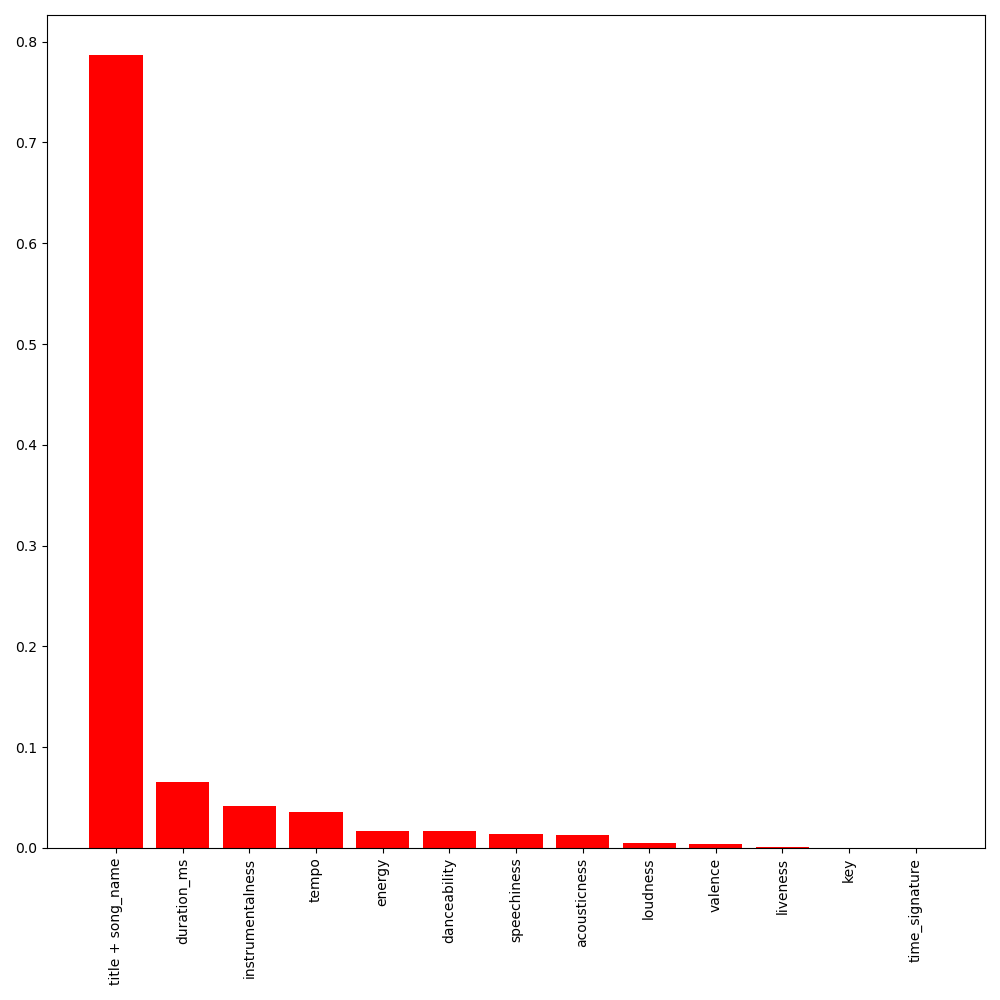 0.8
0.7
0.6
0.5
0.4
0.3
0.2
0.1
0.0
title + song_name
duration_ms
instrumentalness
tempo
energy
danceability
speechiness
acousticness
loudness
valence
liveness
key
time_signature